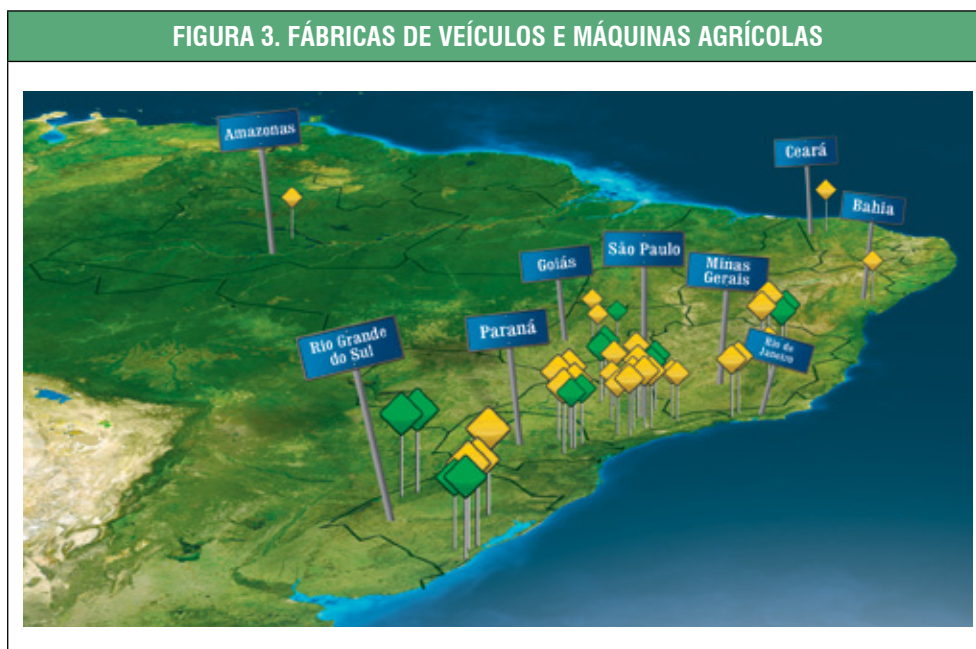 FIGURA 3. FÁBRICAS DE VEÍCULOS E MÁQUINAS AGRÍCOLAS
Amazonas
Ceará
Bahia
São Paulo
Goiás
Minas
Gerais
Rio Grande
do Sul
Paraná
Rio de
Janeiro